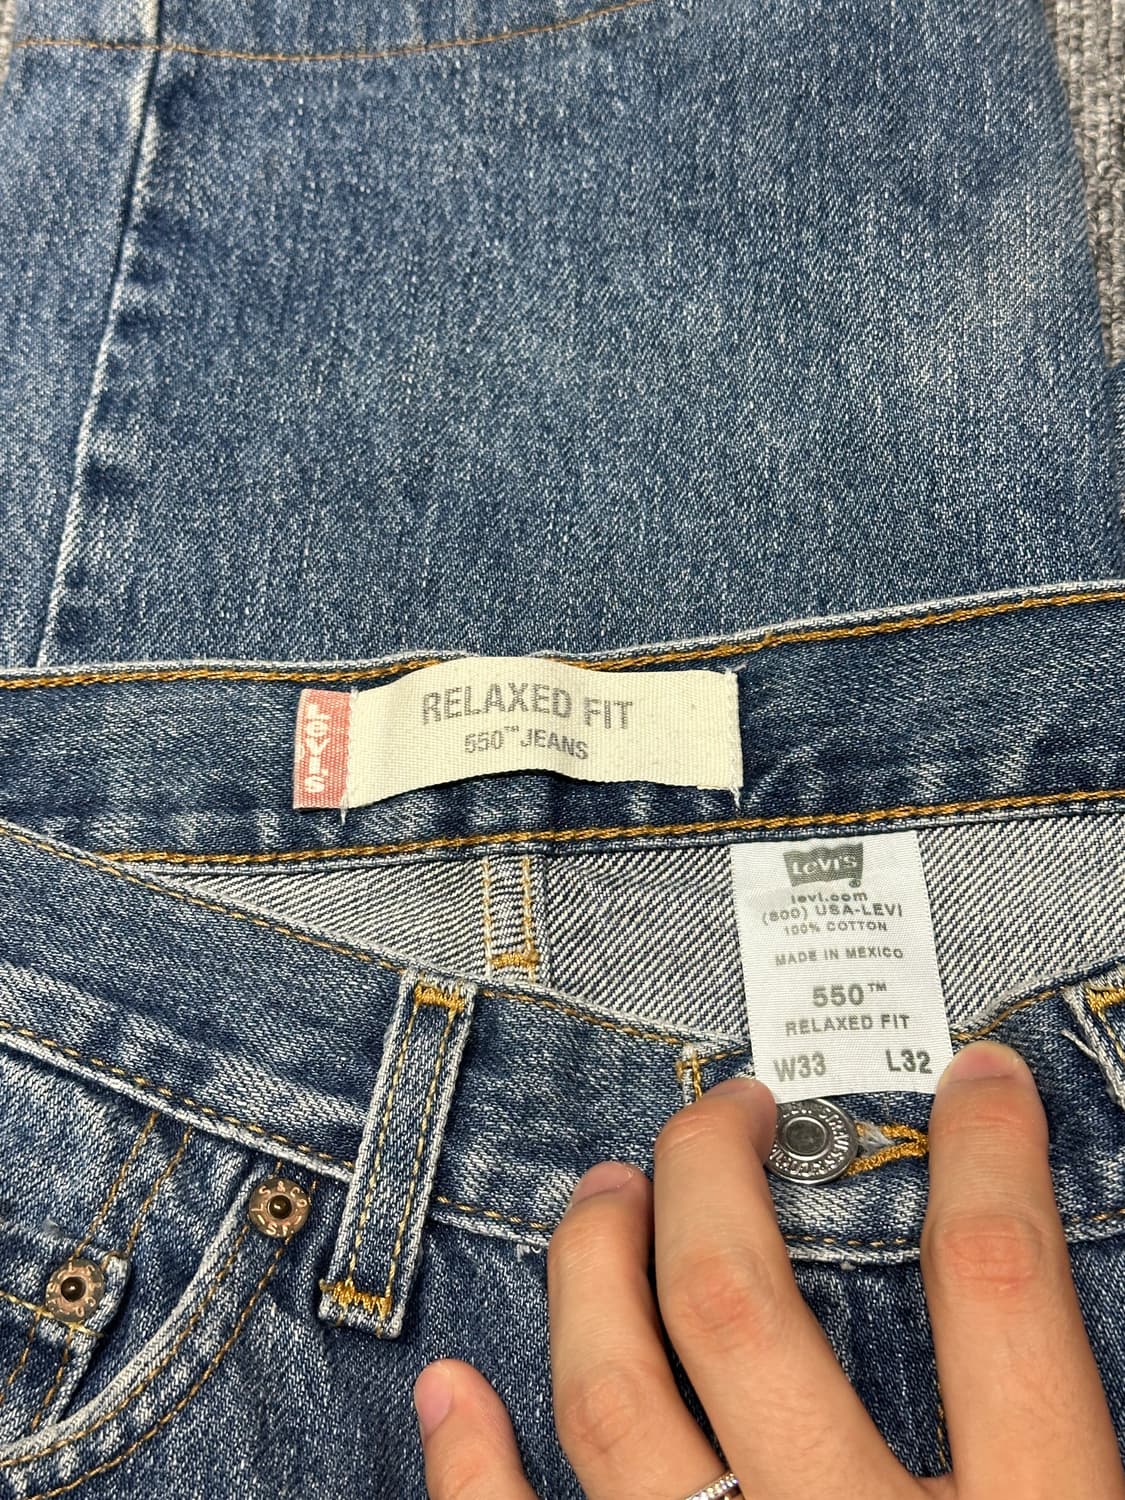 LEVI'S
RELAXED FIT
550™ JEANS
LEVI'S ®
levi.com
(800) USA-LEVI
100% COTTON
MADE IN MEXICO
550™
RELAXED FIT
W33 L32